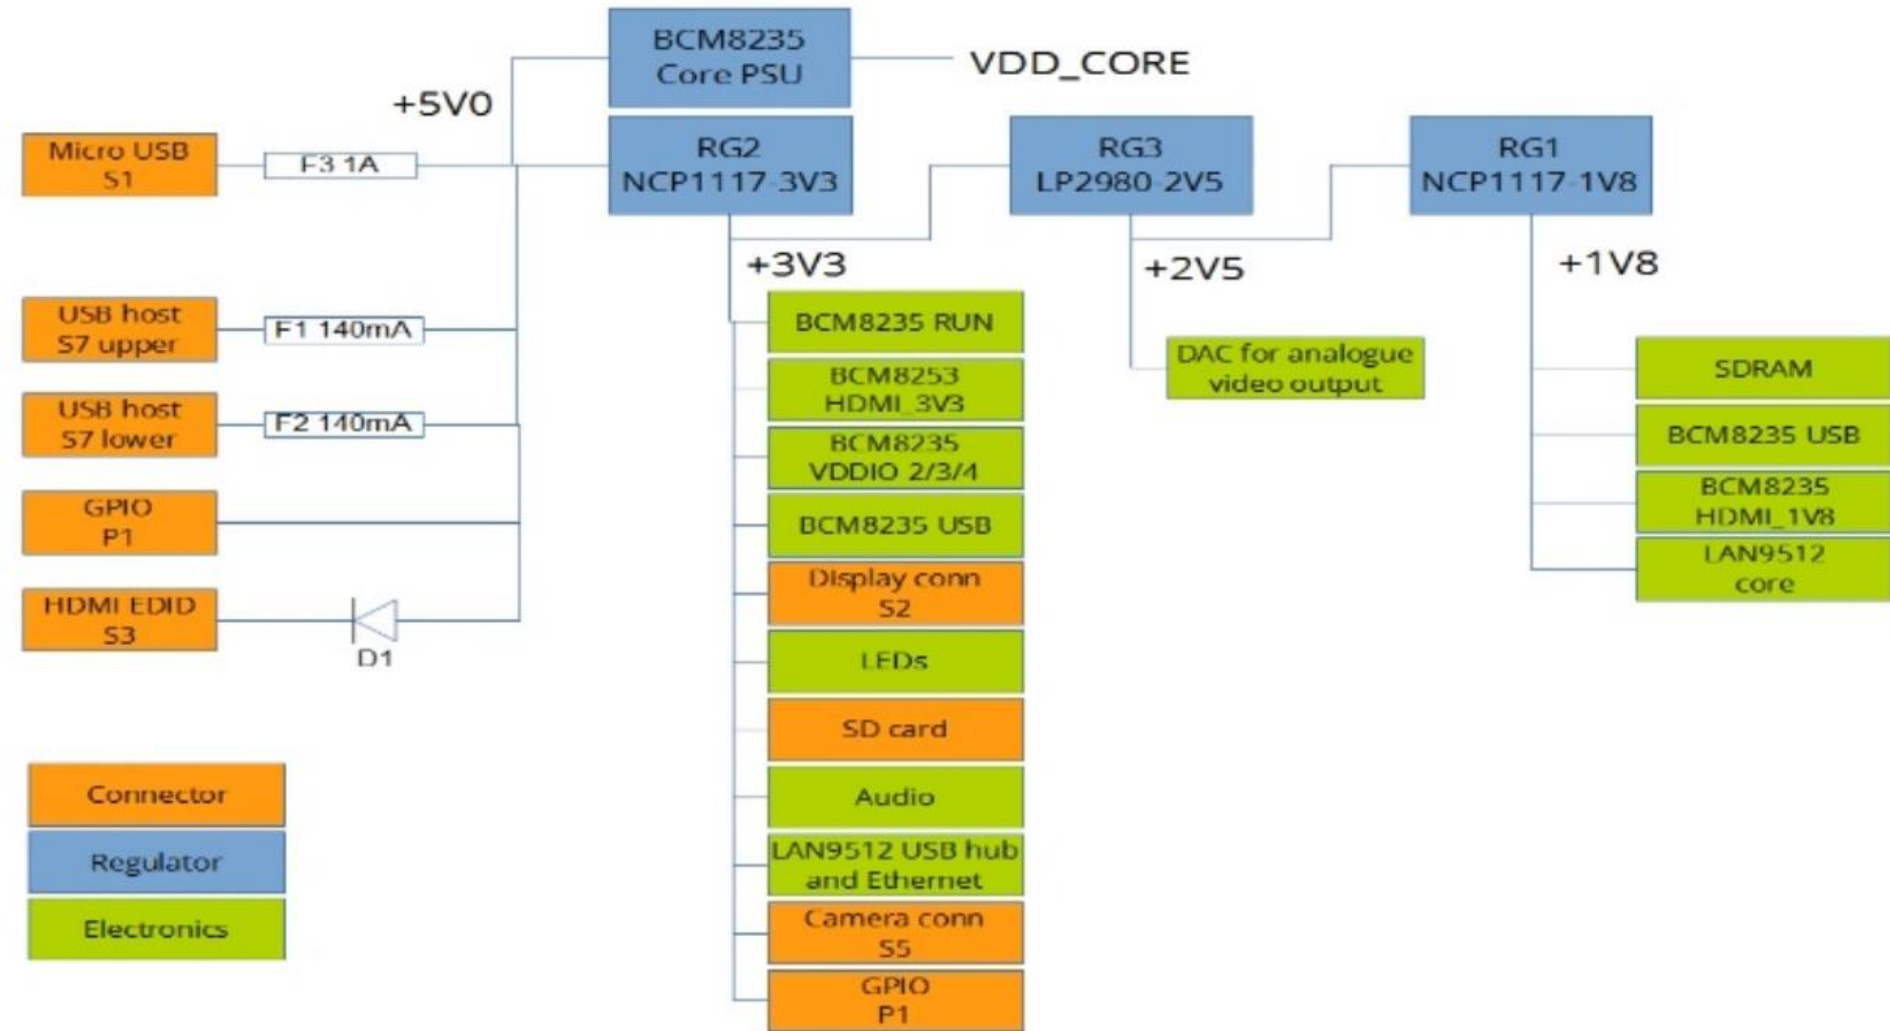 BCM8235
Core PSU
VDD_CORE
+5V0
Micro USB
S1
F3 1A
RG2
NCP1117-3V3
RG3
LP2980-2V5
RG1
NCP1117-1V8
+3V3
+2V5
+1V8
USB host
S7 upper
F1 140mA
USB host
S7 lower
F2 140mA
GPIO
P1
HDMI EDID
S3
D1
BCM8235 RUN
BCM8253
HDMI_3V3
BCM8235
VDDIO 2/3/4
BCM8235 USB
Display conn
S2
LEDs
SD card
Audio
LAN9512 USB hub
and Ethernet
Camera conn
S5
GPIO
P1
DAC for analogue
video output
SDRAM
BCM8235 USB
BCM8235
HDMI_1V8
LAN9512
core
Connector
Regulator
Electronics